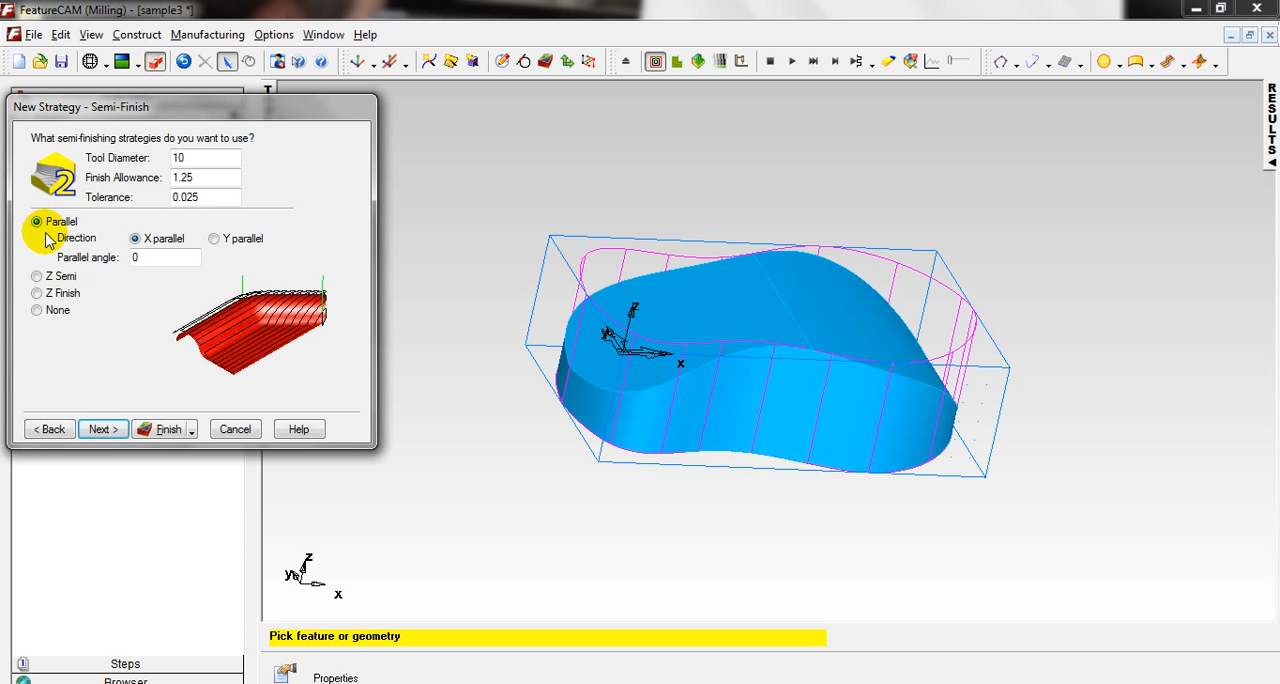 FeatureCAM (Milling) - [sample3 *]
File Edit View Construct Manufacturing Options Window Help
New Strategy - Semi-Finish
What semi-finishing strategies do you want to use?
Tool Diameter: 10
Finish Allowance: 1.25
Tolerance: 0.025
2
Parallel
Direction X parallel Y parallel
Parallel angle: 0
Z Semi
Z Finish
None
< Back Next > Finish Cancel Help
T
RESULTS
z
y
x
z
y
x
Pick feature or geometry
Steps
Properties
Browser